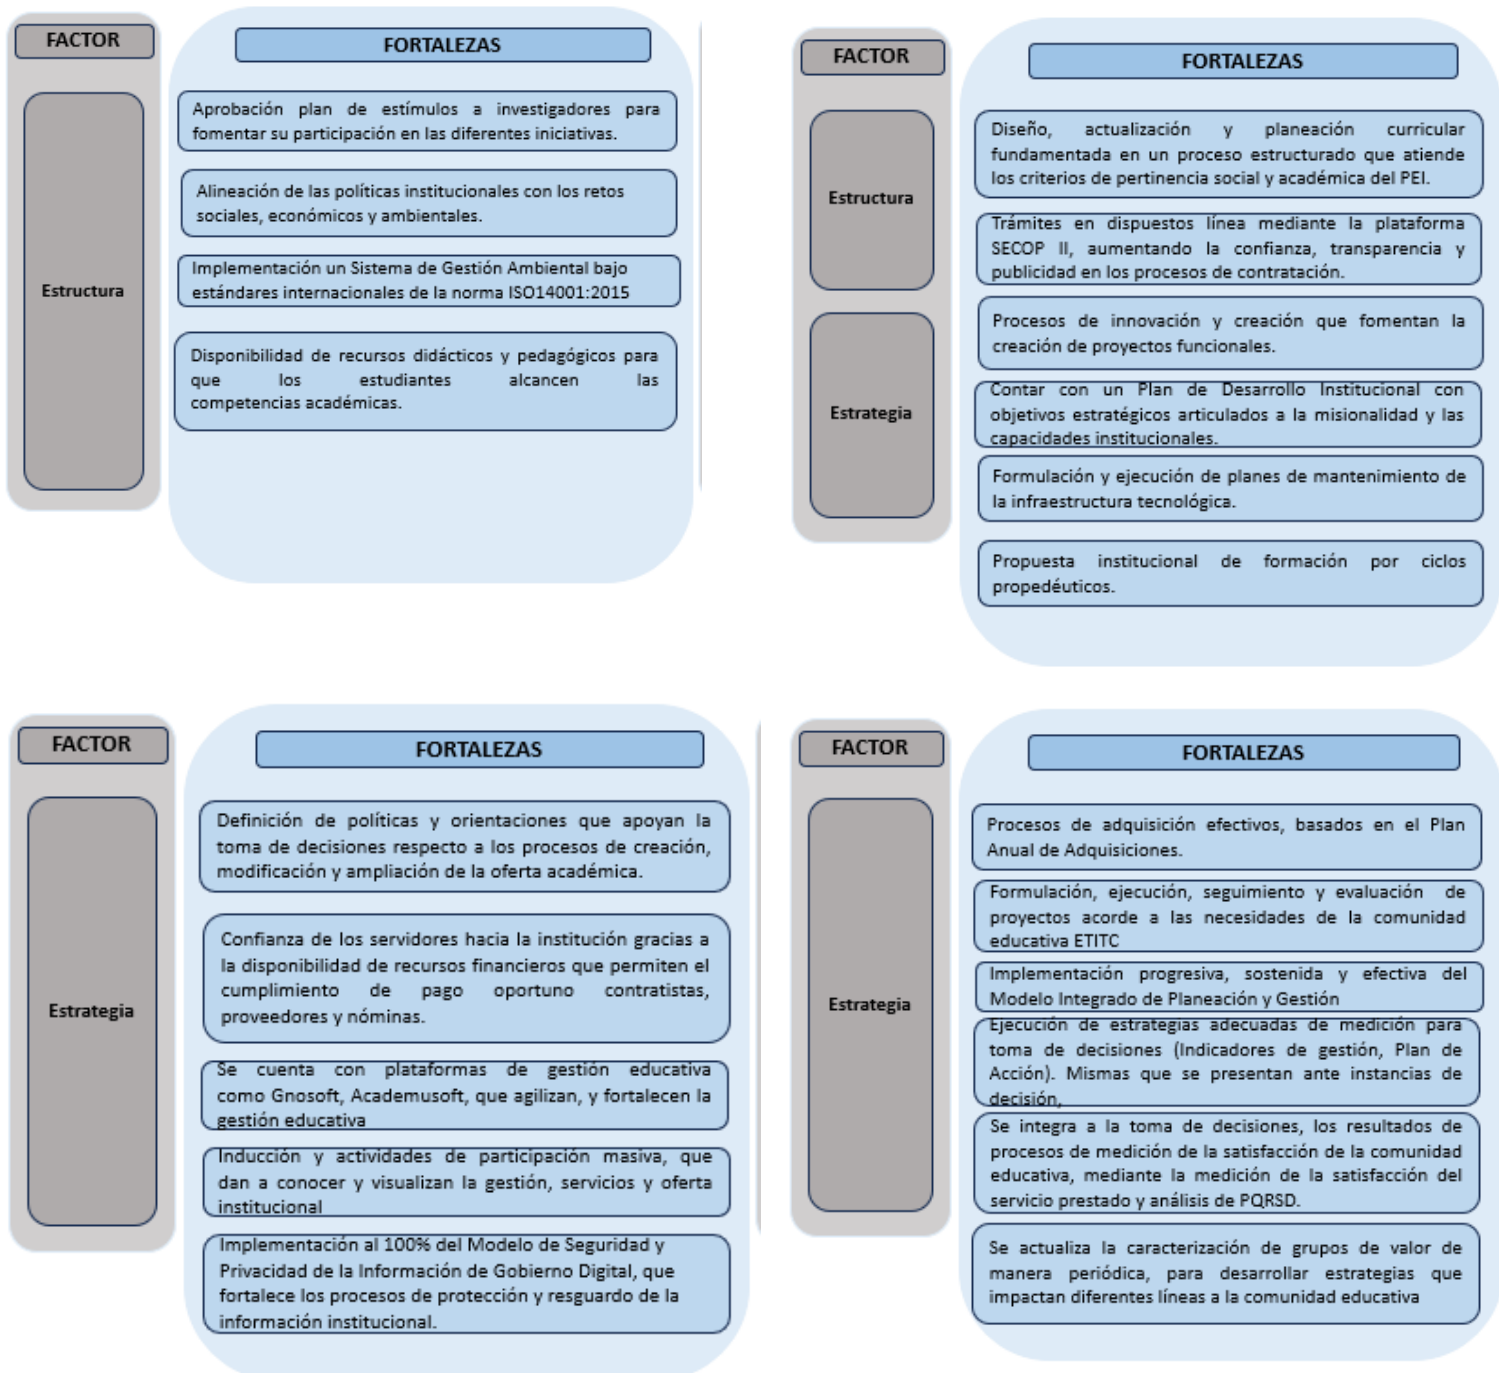 FACTOR
FORTALEZAS
Estructura
Aprobación plan de estímulos a investigadores para
fomentar su participación en las diferentes iniciativas.
Alineación de las políticas institucionales con los retos
sociales, económicos y ambientales.
Implementación un Sistema de Gestión Ambiental bajo
estándares internacionales de la norma ISO14001:2015
Disponibilidad de recursos didácticos y pedagógicos para
que los estudiantes alcancen las
competencias académicas.
FACTOR
FORTALEZAS
Estructura
Estrategia
Diseño, actualización y planeación curricular
fundamentada en un proceso estructurado que atiende
los criterios de pertinencia social y académica del PEI.
Trámites en dispuestos línea mediante la plataforma
SECOP II, aumentando la confianza, transparencia y
publicidad en los procesos de contratación.
Procesos de innovación y creación que fomentan la
creación de proyectos funcionales.
Contar con un Plan de Desarrollo Institucional con
objetivos estratégicos articulados a la misionalidad y las
capacidades institucionales.
Formulación y ejecución de planes de mantenimiento de
la infraestructura tecnológica.
Propuesta institucional de formación por ciclos
propedéuticos.
FACTOR
FORTALEZAS
Estrategia
Definición de políticas y orientaciones que apoyan la
toma de decisiones respecto a los procesos de creación,
modificación y ampliación de la oferta académica.
Confianza de los servidores hacia la institución gracias a
la disponibilidad de recursos financieros que permiten el
cumplimiento de pago oportuno contratistas,
proveedores y nóminas.
Se cuenta con plataformas de gestión educativa
como Gnosoft, Academusoft, que agilizan, y fortalecen la
gestión educativa
Inducción y actividades de participación masiva, que
dan a conocer y visualizan la gestión, servicios y oferta
institucional
Implementación al 100% del Modelo de Seguridad y
Privacidad de la Información de Gobierno Digital, que
fortalece los procesos de protección y resguardo de la
información institucional.
FACTOR
FORTALEZAS
Estrategia
Procesos de adquisición efectivos, basados en el Plan
Anual de Adquisiciones.
Formulación, ejecución, seguimiento y evaluación de
proyectos acorde a las necesidades de la comunidad
educativa ETITC
Implementación progresiva, sostenida y efectiva del
Modelo Integrado de Planeación y Gestión
Ejecución de estrategias adecuadas de medición para
toma de decisiones (Indicadores de gestión, Plan de
Acción). Mismas que se presentan ante instancias de
decisión,
Se integra a la toma de decisiones, los resultados de
procesos de medición de la satisfacción de la comunidad
educativa, mediante la medición de la satisfacción del
servicio prestado y análisis de PQRSD.
Se actualiza la caracterización de grupos de valor de
manera periódica, para desarrollar estrategias que
impactan diferentes líneas a la comunidad educativa